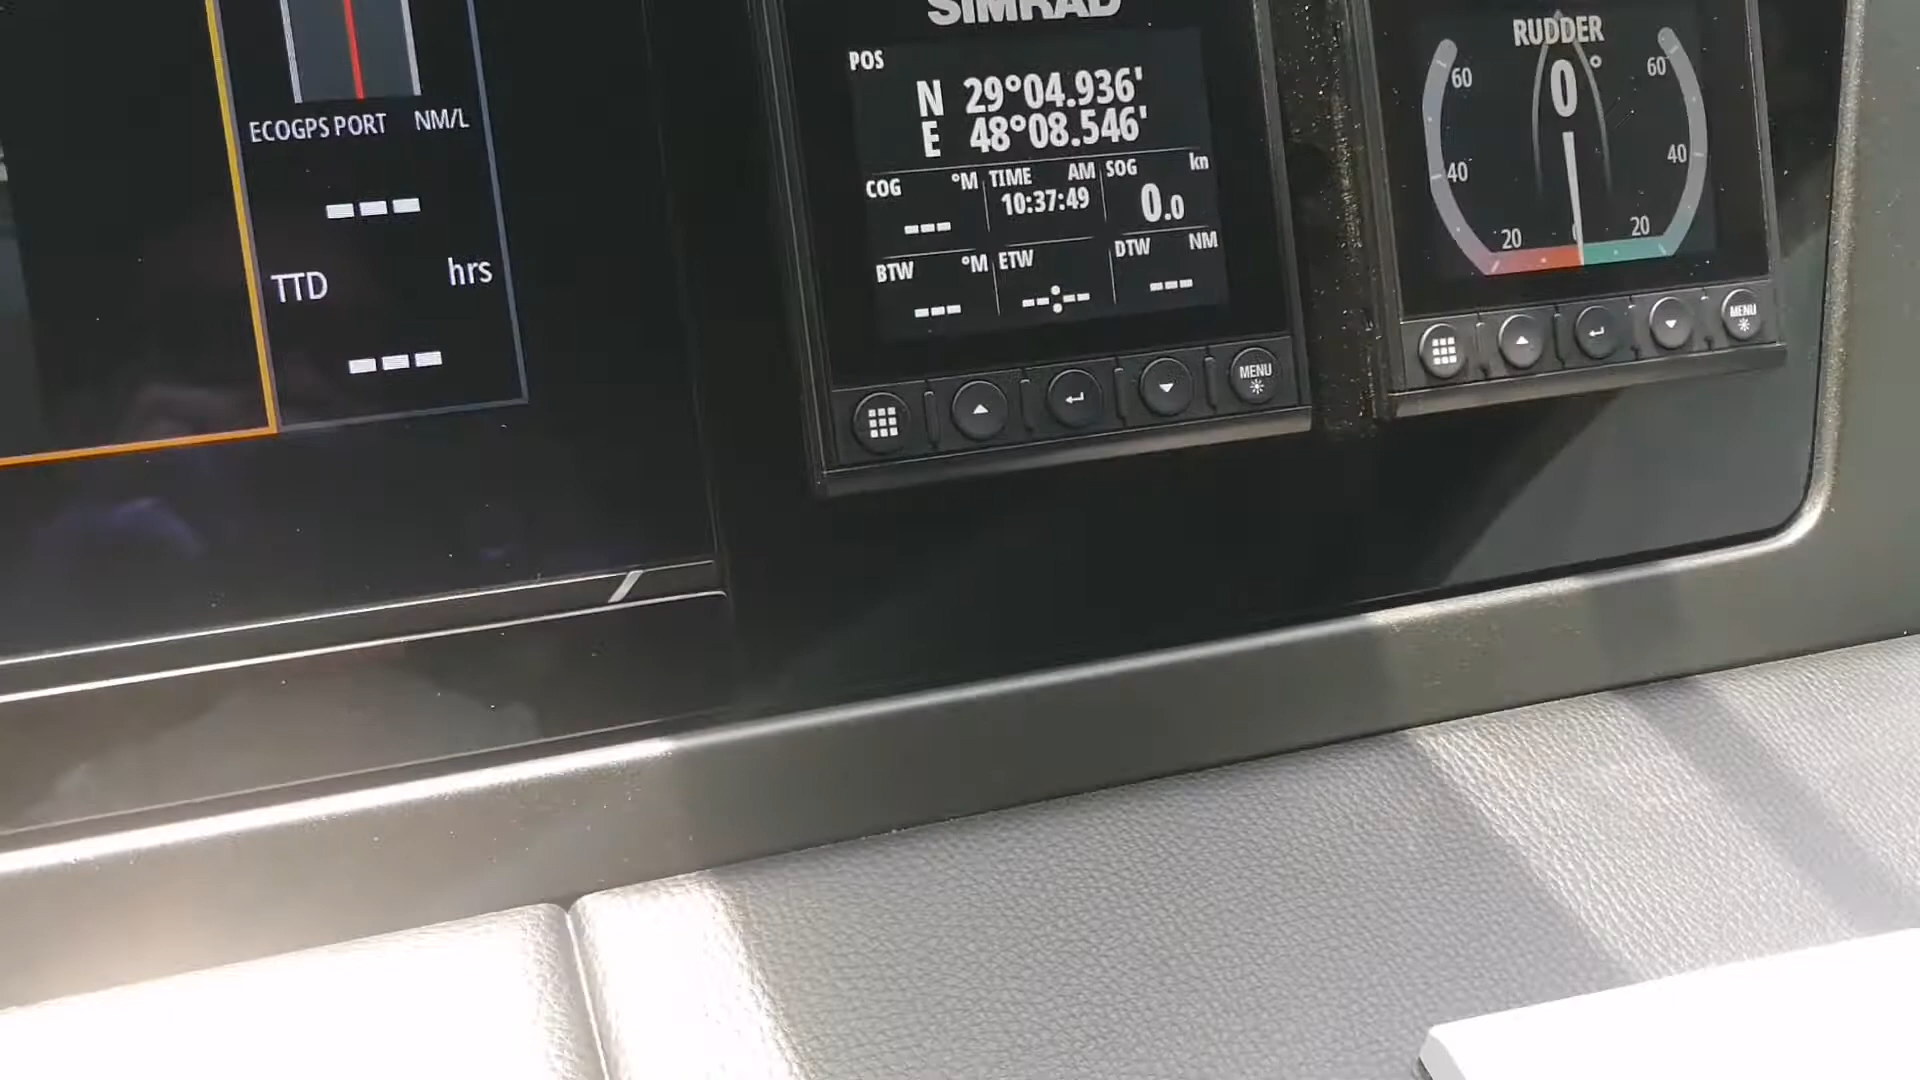 ECOGPS PORT NM/L
---
TTD hrs
---
SIMRAD
POS
N 29°04.936'
E 48°08.546'
COG °M TIME AM SOG kn
--- 10:37:49 0.0
BTW °M ETW DTW NM
--- --:-- ---
MENU
RUDDER
0°
60 60
40 40
20 0 20
MENU